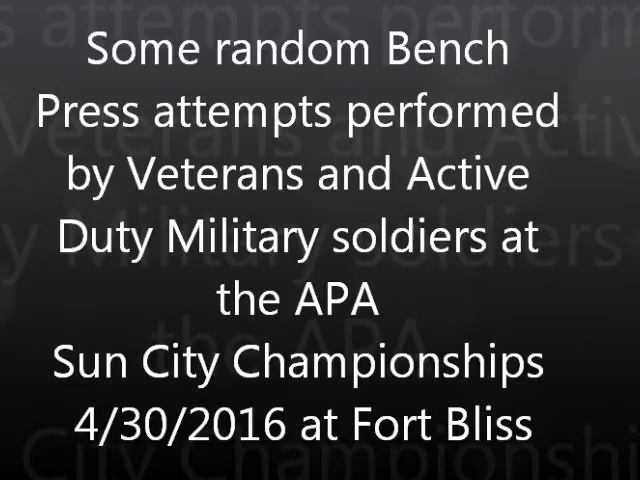 Some random Bench
Press attempts performed
by Veterans and Active
Duty Military soldiers at
the APA
Sun City Championships
4/30/2016 at Fort Bliss